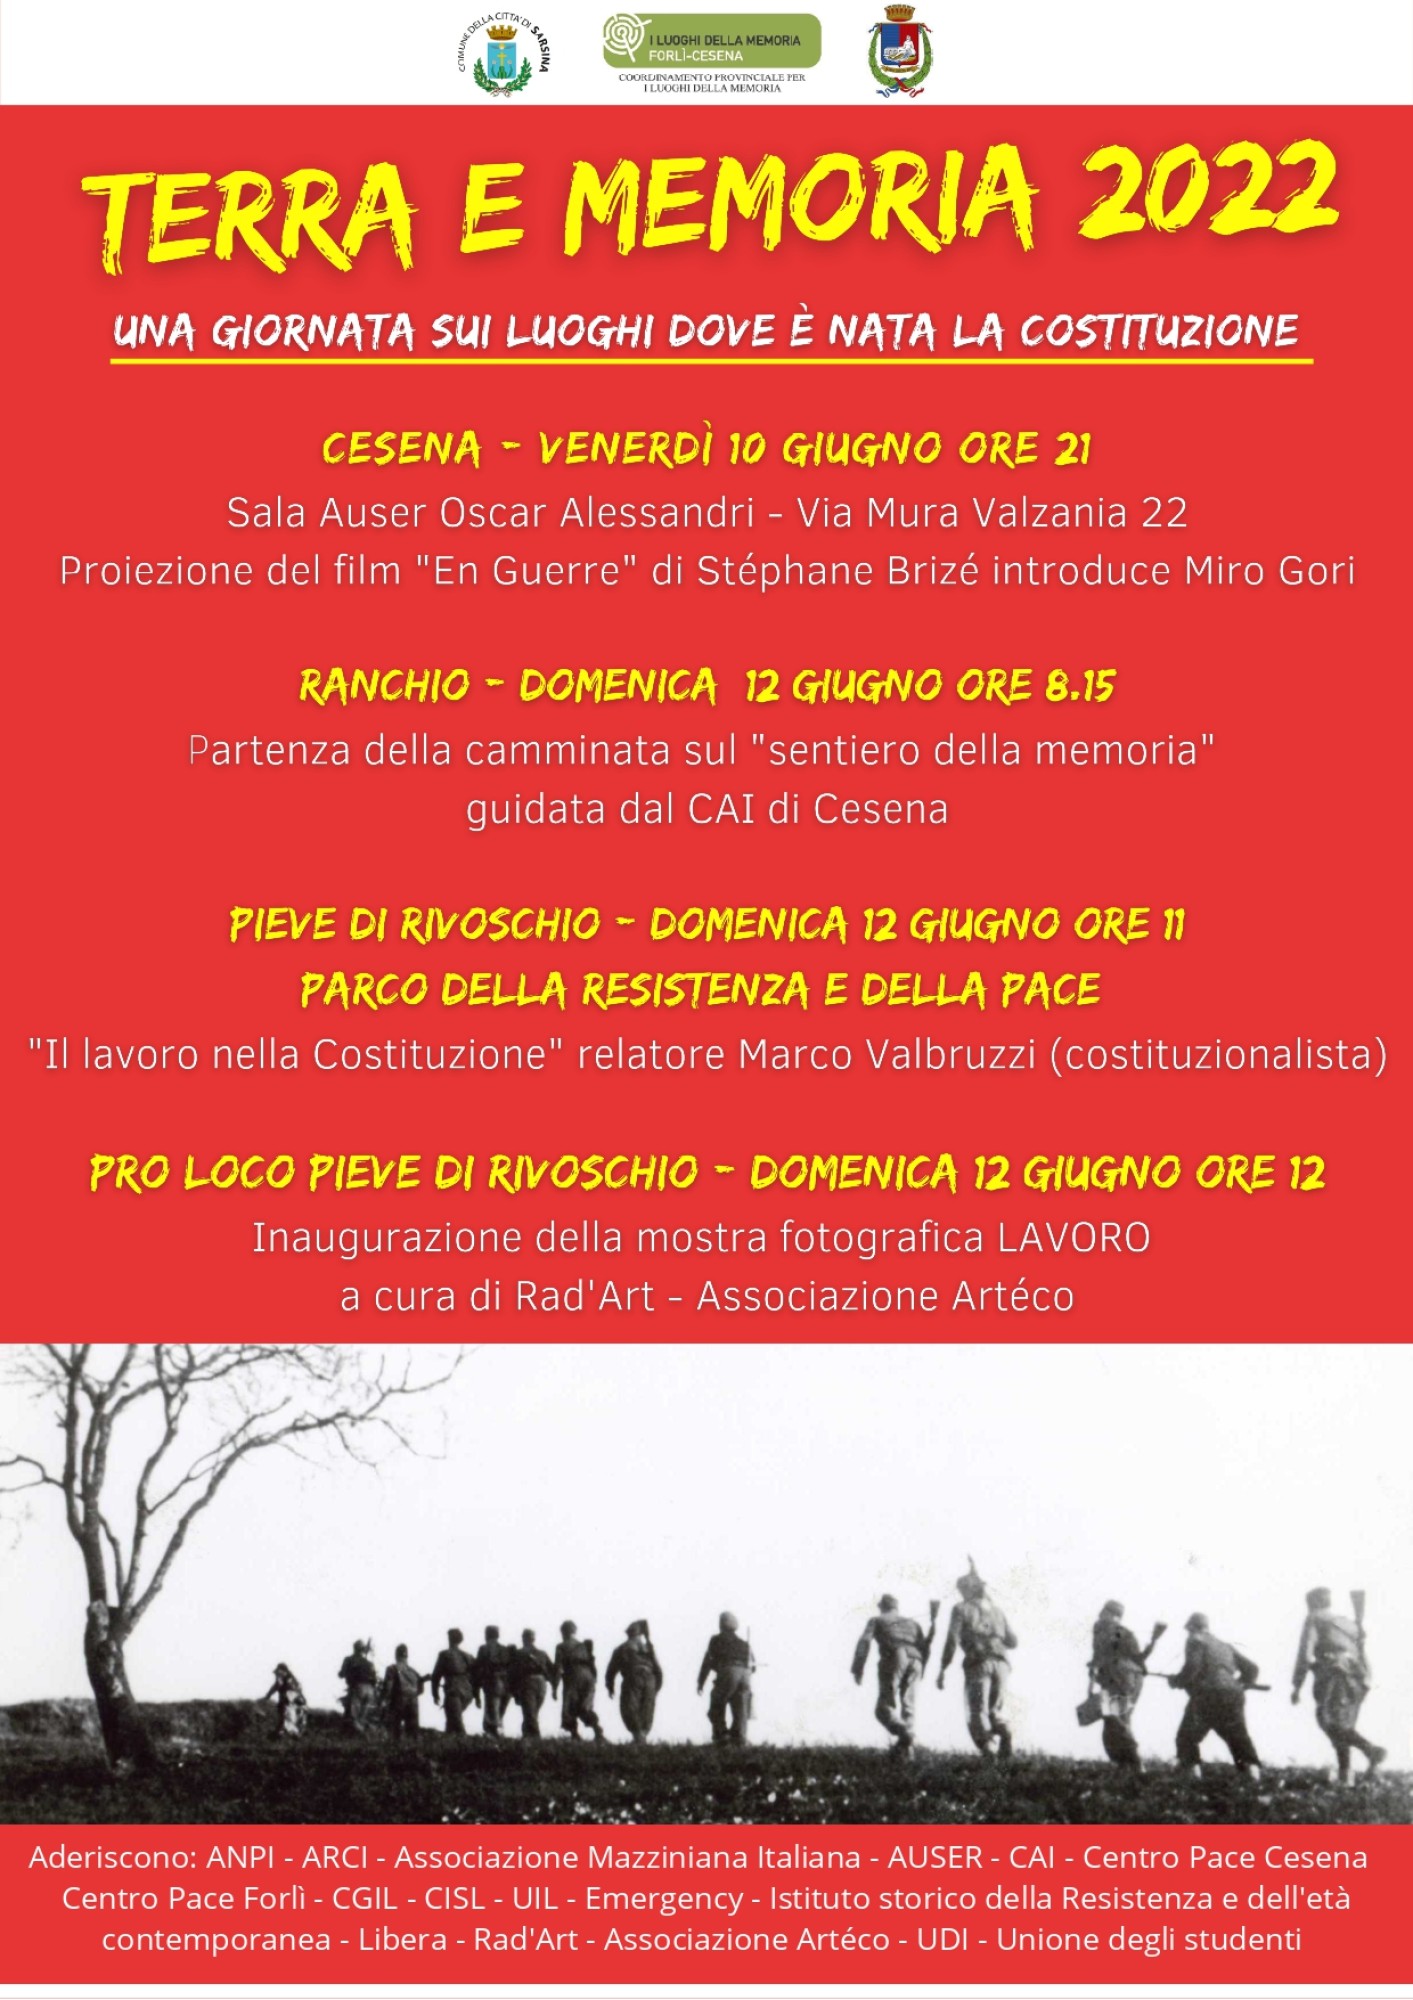 COMUNE DELLA CITTA' DI SARSINA
I LUOGHI DELLA MEMORIA
FORLÌ-CESENA
COORDINAMENTO PROVINCIALE PER
I LUOGHI DELLA MEMORIA
TERRA E MEMORIA 2022
UNA GIORNATA SUI LUOGHI DOVE È NATA LA COSTITUZIONE
CESENA - VENERDÌ 10 GIUGNO ORE 21
Sala Auser Oscar Alessandri - Via Mura Valzania 22
Proiezione del film "En Guerre" di Stéphane Brizé introduce Miro Gori
RANCHIO - DOMENICA 12 GIUGNO ORE 8.15
Partenza della camminata sul "sentiero della memoria"
guidata dal CAI di Cesena
PIEVE DI RIVOSCHIO - DOMENICA 12 GIUGNO ORE 11
PARCO DELLA RESISTENZA E DELLA PACE
"Il lavoro nella Costituzione" relatore Marco Valbruzzi (costituzionalista)
PRO LOCO PIEVE DI RIVOSCHIO - DOMENICA 12 GIUGNO ORE 12
Inaugurazione della mostra fotografica LAVORO
a cura di Rad'Art - Associazione Artéco
Aderiscono: ANPI - ARCI - Associazione Mazziniana Italiana - AUSER - CAI - Centro Pace Cesena
Centro Pace Forlì - CGIL - CISL - UIL - Emergency - Istituto storico della Resistenza e dell'età
contemporanea - Libera - Rad'Art - Associazione Artéco - UDI - Unione degli studenti